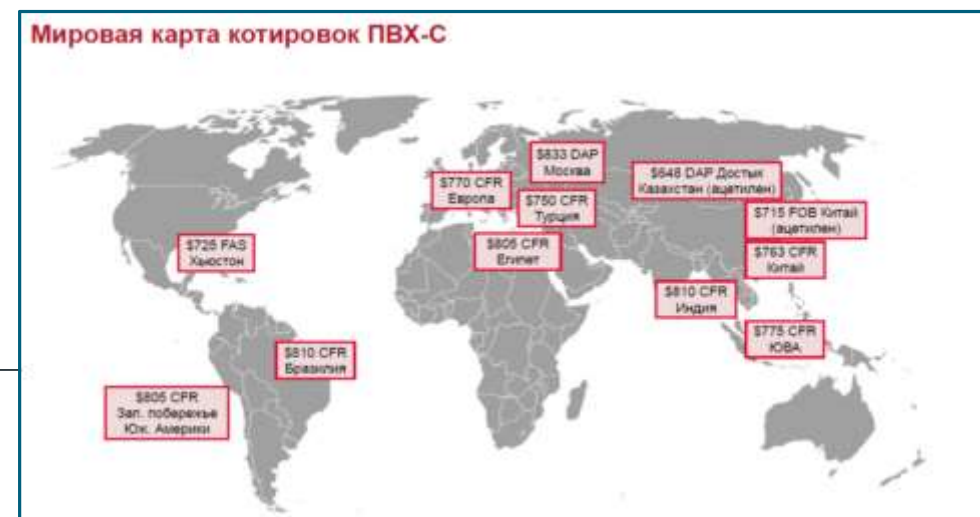 Мировая карта котировок ПВХ-С
$833 DAP
Москва
$770 CFR
Европа
$750 CFR
Турция
$648 DAP Достык
Казахстан (ацетилен)
$715 FOB Китай
(ацетилен)
$725 FAS
Хьюстон
$805 CFR
Египет
$763 CFR
Китай
$810 CFR
Индия
$775 CFR
ЮВА
$810 CFR
Бразилия
$805 CFR
Зап. побережье
Юж. Америки